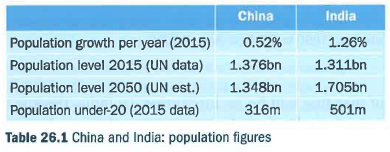 China India
Population growth per year (2015) 0.52% 1.26%
Population level 2015 (UN data) 1.376bn 1.311bn
Population level 2050 (UN est.) 1.348bn 1.705bn
Population under-20 (2015 data) 316m 501m
Table 26.1 China and India: population figures